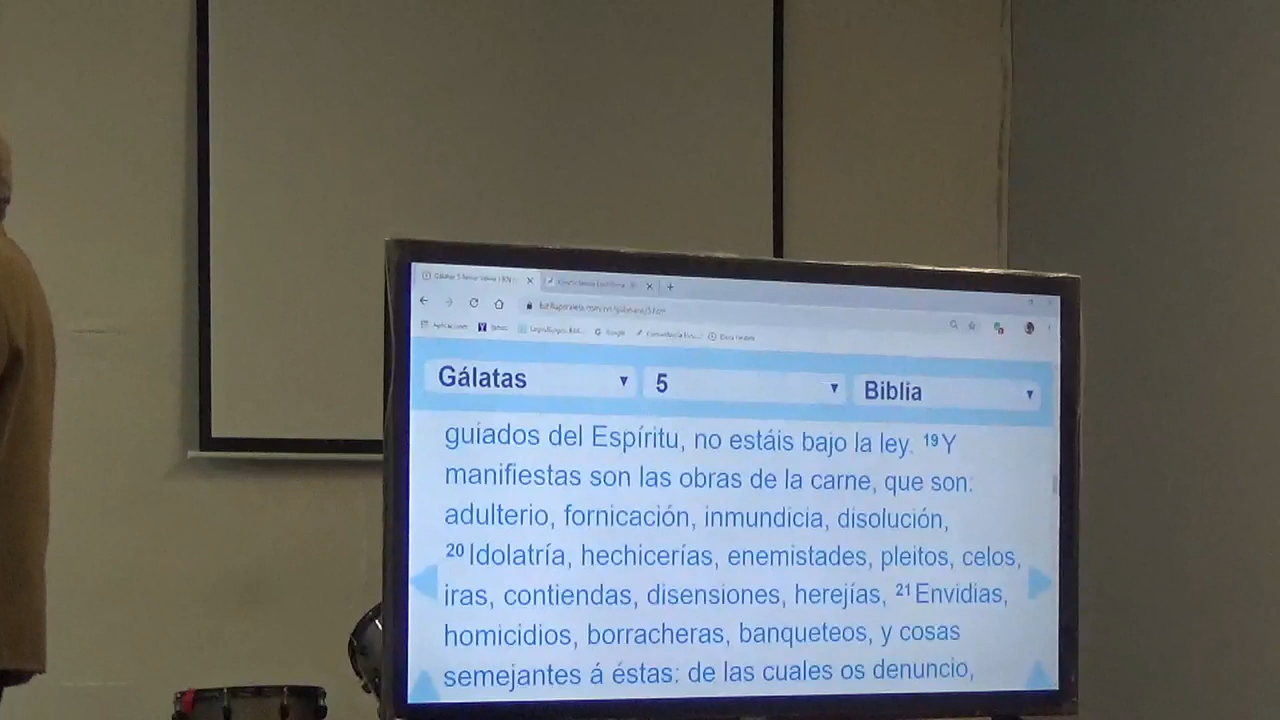 Google
Gálatas 5 Biblia
guiados del Espíritu, no estáis bajo la ley. 19 Y
manifiestas son las obras de la carne, que son:
adulterio, fornicación, inmundicia, disolución,
20 Idolatría, hechicerías, enemistades, pleitos, celos,
iras, contiendas, disensiones, herejías, 21 Envidias,
homicidios, borracheras, banqueteos, y cosas
semejantes á éstas: de las cuales os denuncio,